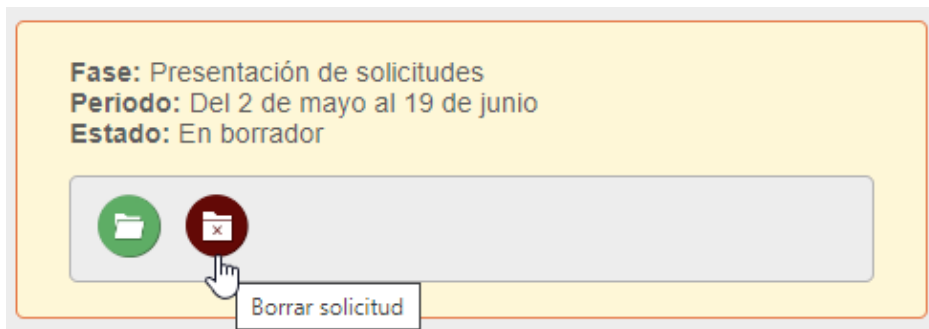 Fase: Presentación de solicitudes
Periodo: Del 2 de mayo al 19 de junio
Estado: En borrador
Borrar solicitud